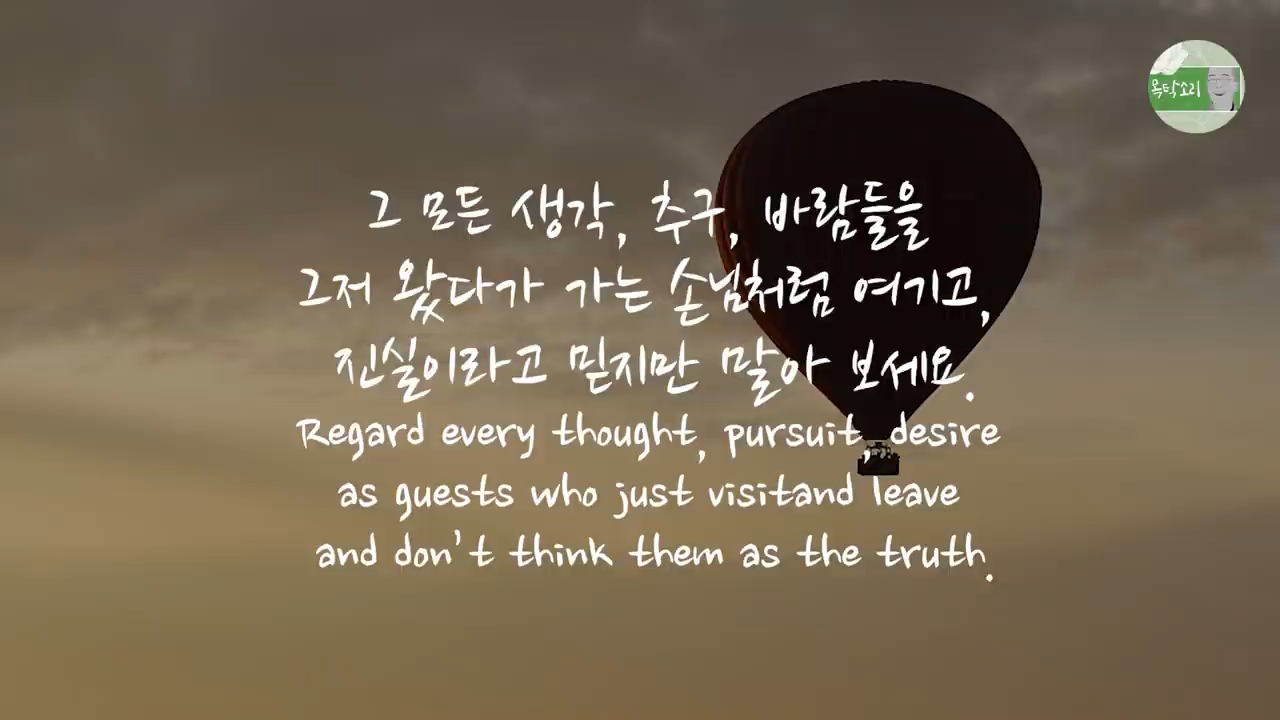 목탁소리
그 모든 생각, 추구, 바람들을
그저 왔다가 가는 손님처럼 여기고,
진실이라고 믿지만 말아 보세요.
Regard every thought, pursuit, desire
as guests who just visitand leave
and don't think them as the truth.